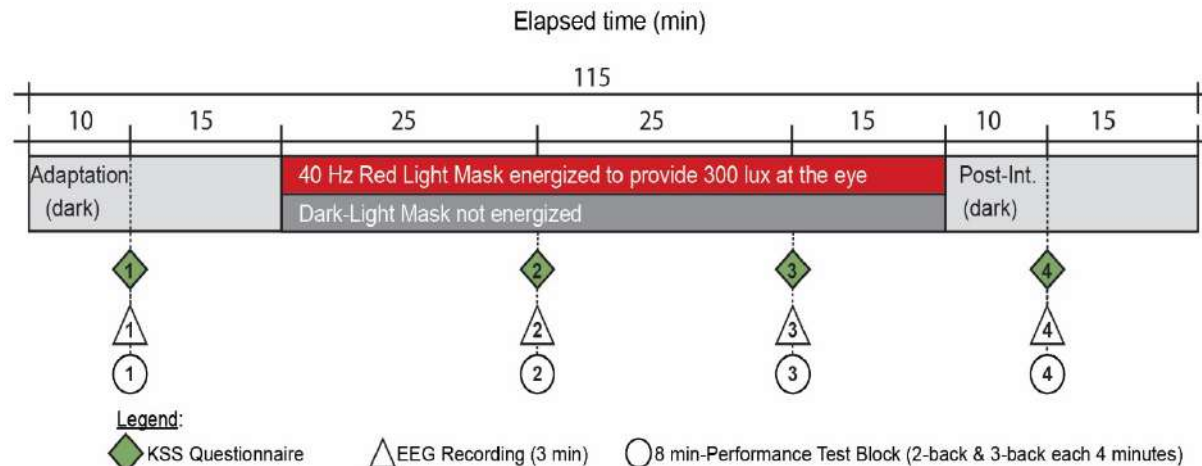 Elapsed time (min)
115
10 15 25 25 15 10 15
Adaptation
(dark)
40 Hz Red Light Mask energized to provide 300 lux at the eye
Dark-Light Mask not energized
Post-Int.
(dark)
1 2 3 4
1 2 3 4
1 2 3 4
Legend:
KSS Questionnaire EEG Recording (3 min) 8 min-Performance Test Block (2-back & 3-back each 4 minutes)